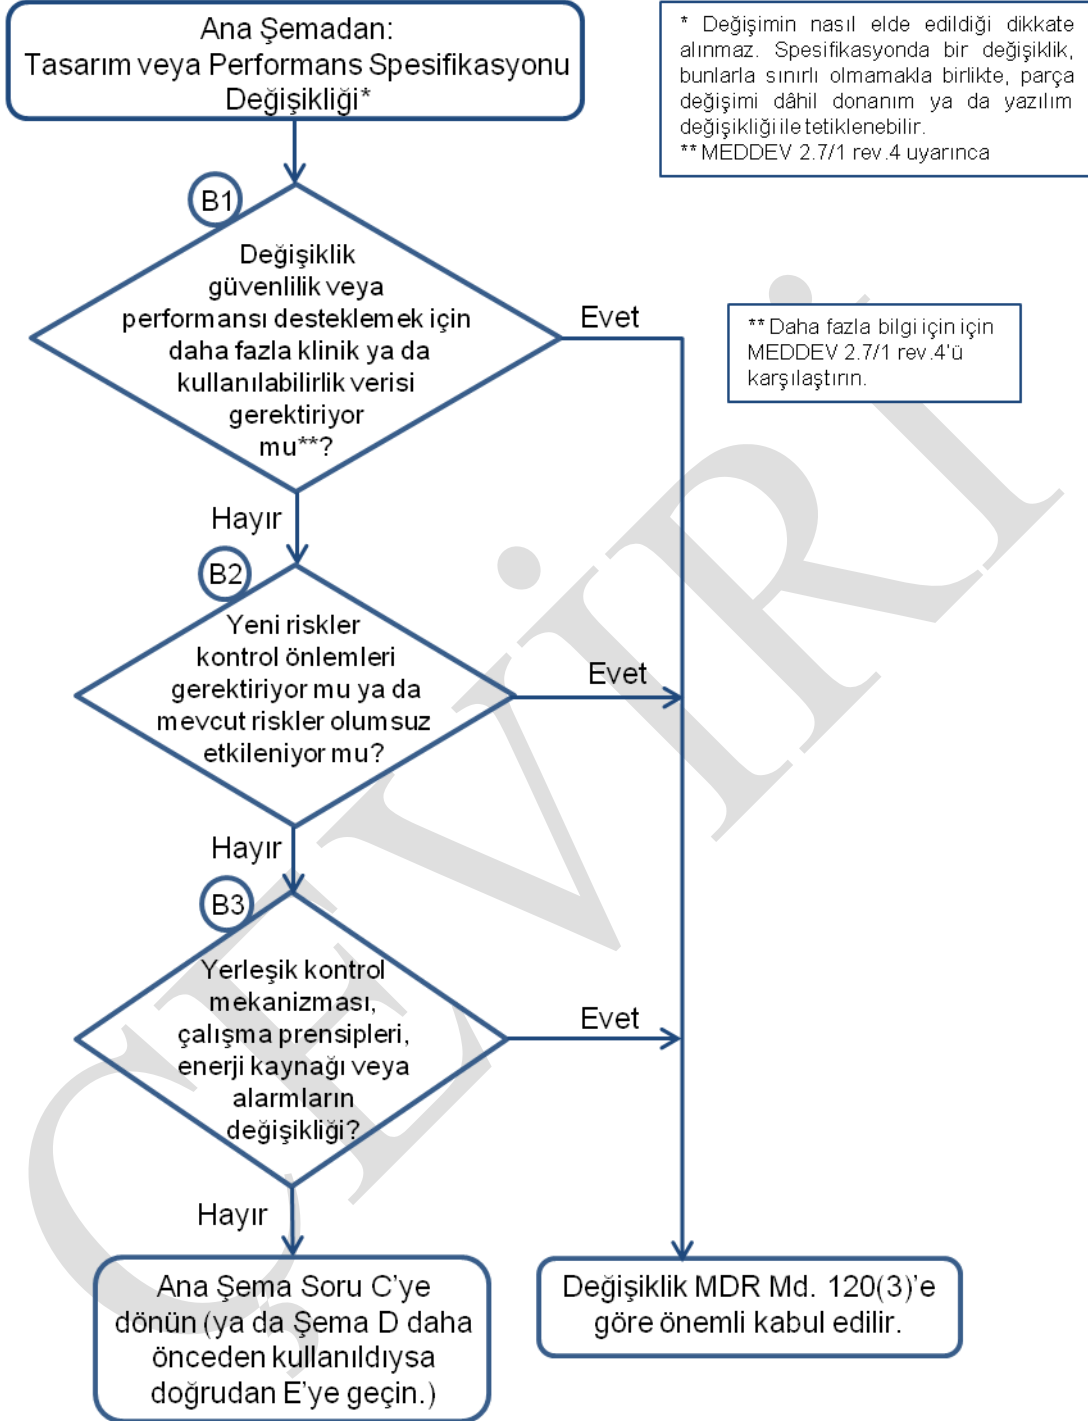 Ana Şemadan:
Tasarım veya Performans Spesifikasyonu
Değişikliği*
* Değişimin nasıl elde edildiği dikkate
alınmaz. Spesifikasyonda bir değişiklik,
bunlarla sınırlı olmamakla birlikte, parça
değişimi dâhil donanım ya da yazılım
değişikliği ile tetiklenebilir.
** MEDDEV 2.7/1 rev.4 uyarınca
B1
Değişiklik
güvenlilik veya
performansı desteklemek için
daha fazla klinik ya da
kullanılabilirlik verisi
gerektiriyor
mu**?
Evet
** Daha fazla bilgi için için
MEDDEV 2.7/1 rev.4'ü
karşılaştırın.
Hayır
B2
Yeni riskler
kontrol önlemleri
gerektiriyor mu ya da
mevcut riskler olumsuz
etkileniyor mu?
Evet
Hayır
B3
Yerleşik kontrol
mekanizması,
çalışma prensipleri,
enerji kaynağı veya
alarmların
değişikliği?
Evet
Hayır
Ana Şema Soru C'ye
dönün (ya da Şema D daha
önceden kullanıldıysa
doğrudan E'ye geçin.)
Değişiklik MDR Md. 120(3)'e
göre önemli kabul edilir.
ÇEVİRİ